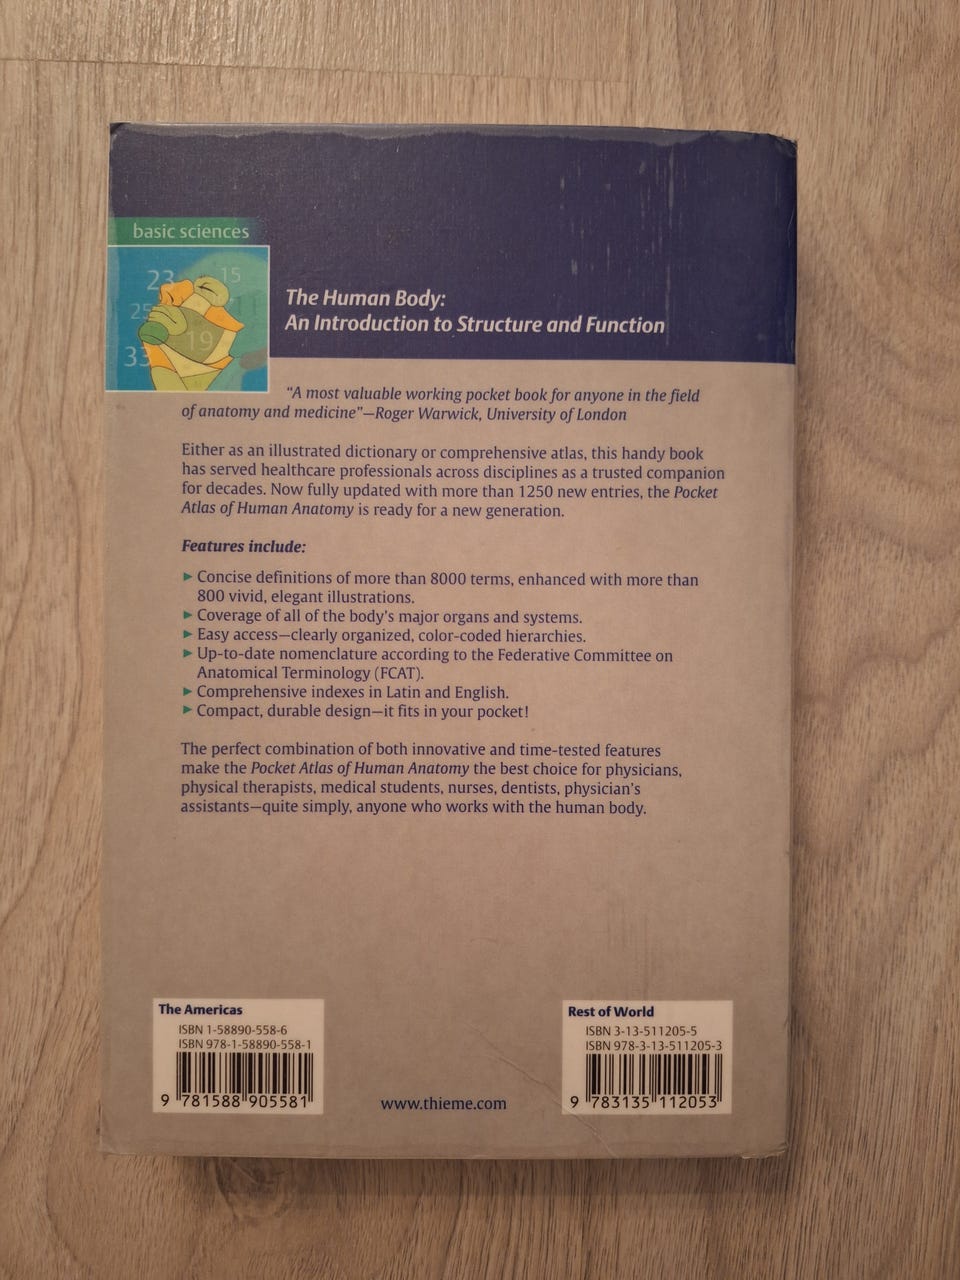 basic sciences
23
15
25
19
33
The Human Body:
An Introduction to Structure and Function
“A most valuable working pocket book for anyone in the field
of anatomy and medicine”—Roger Warwick, University of London
Either as an illustrated dictionary or comprehensive atlas, this handy book
has served healthcare professionals across disciplines as a trusted companion
for decades. Now fully updated with more than 1250 new entries, the Pocket
Atlas of Human Anatomy is ready for a new generation.
Features include:
► Concise definitions of more than 8000 terms, enhanced with more than
800 vivid, elegant illustrations.
► Coverage of all of the body’s major organs and systems.
► Easy access—clearly organized, color-coded hierarchies.
► Up-to-date nomenclature according to the Federative Committee on
Anatomical Terminology (FCAT).
► Comprehensive indexes in Latin and English.
► Compact, durable design—it fits in your pocket!
The perfect combination of both innovative and time-tested features
make the Pocket Atlas of Human Anatomy the best choice for physicians,
physical therapists, medical students, nurses, dentists, physician’s
assistants—quite simply, anyone who works with the human body.
The Americas
ISBN 1-58890-558-6
ISBN 978-1-58890-558-1
9 781588 905581
www.thieme.com
Rest of World
ISBN 3-13-511205-5
ISBN 978-3-13-511205-3
9 783135 112053